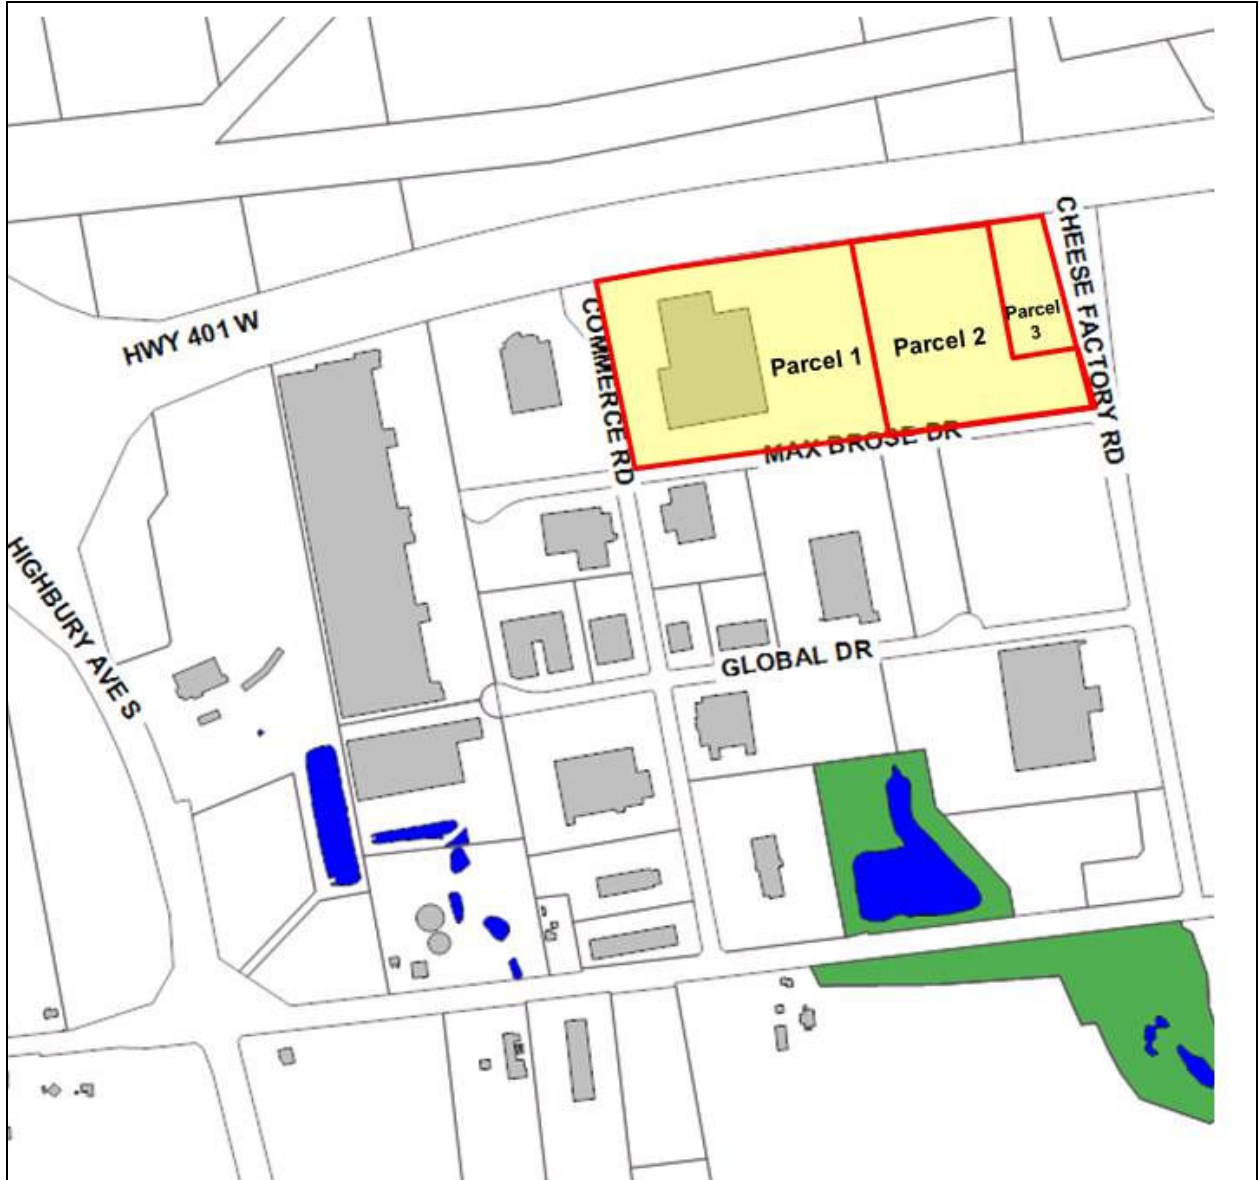 CHEESE FACTORY RD
HWY 401 W
COMMERCE RD
Parcel 1
Parcel 2
Parcel
3
MAX BROSE DR
HIGHBURY AVE S
GLOBAL DR